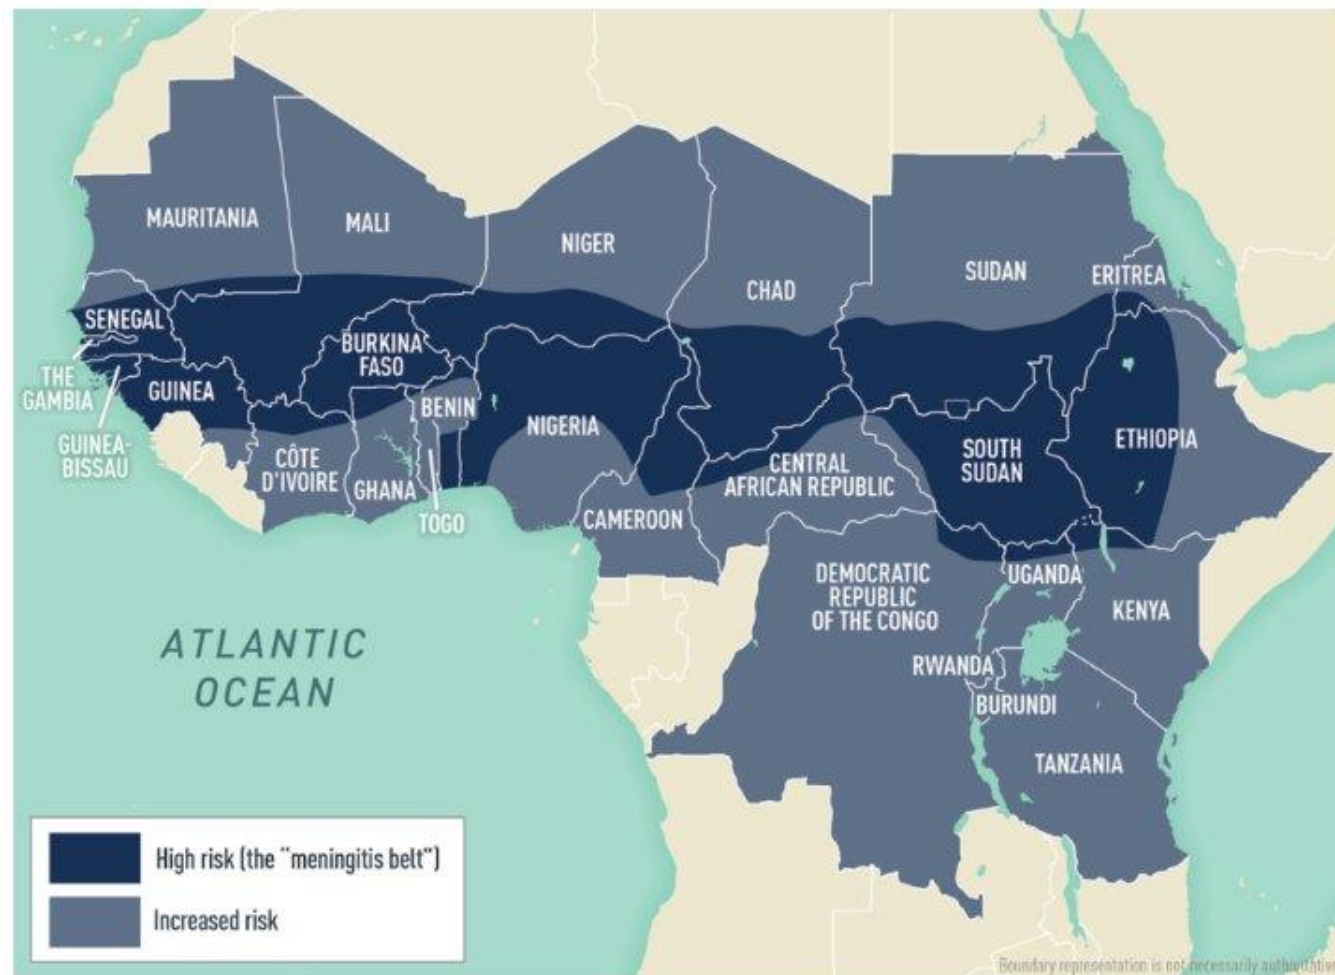 MAURITANIA
MALI
NIGER
CHAD
SUDAN
ERITREA
SENEGAL
THE
GAMBIA
GUINEA-
BISSAU
GUINEA
BURKINA
FASO
BENIN
NIGERIA
CÔTE
D'IVOIRE
GHANA
TOGO
CAMEROON
CENTRAL
AFRICAN REPUBLIC
SOUTH
SUDAN
ETHIOPIA
DEMOCRATIC
REPUBLIC
OF THE CONGO
UGANDA
KENYA
RWANDA
BURUNDI
TANZANIA
ATLANTIC
OCEAN
High risk (the "meningitis belt")
Increased risk
Boundary representation is not necessarily authoritative